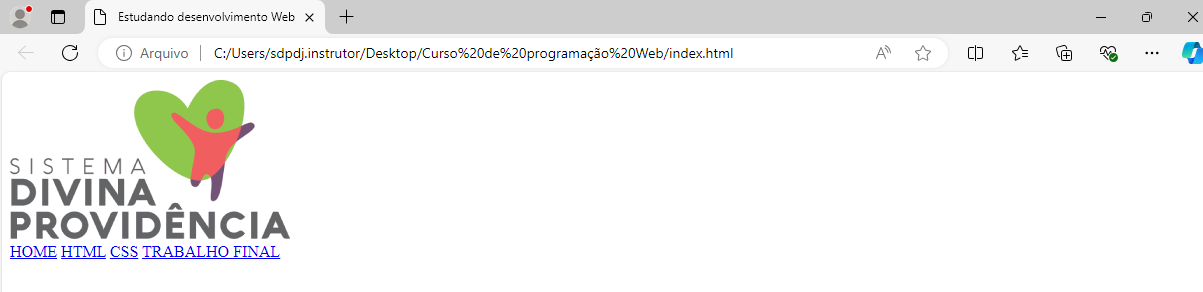 Estudando desenvolvimento Web
Arquivo
C:/Users/sdpdj.instrutor/Desktop/Curso%20de%20programação%20Web/index.html
SISTEMA
DIVINA
PROVIDÊNCIA
HOME HTML CSS TRABALHO FINAL